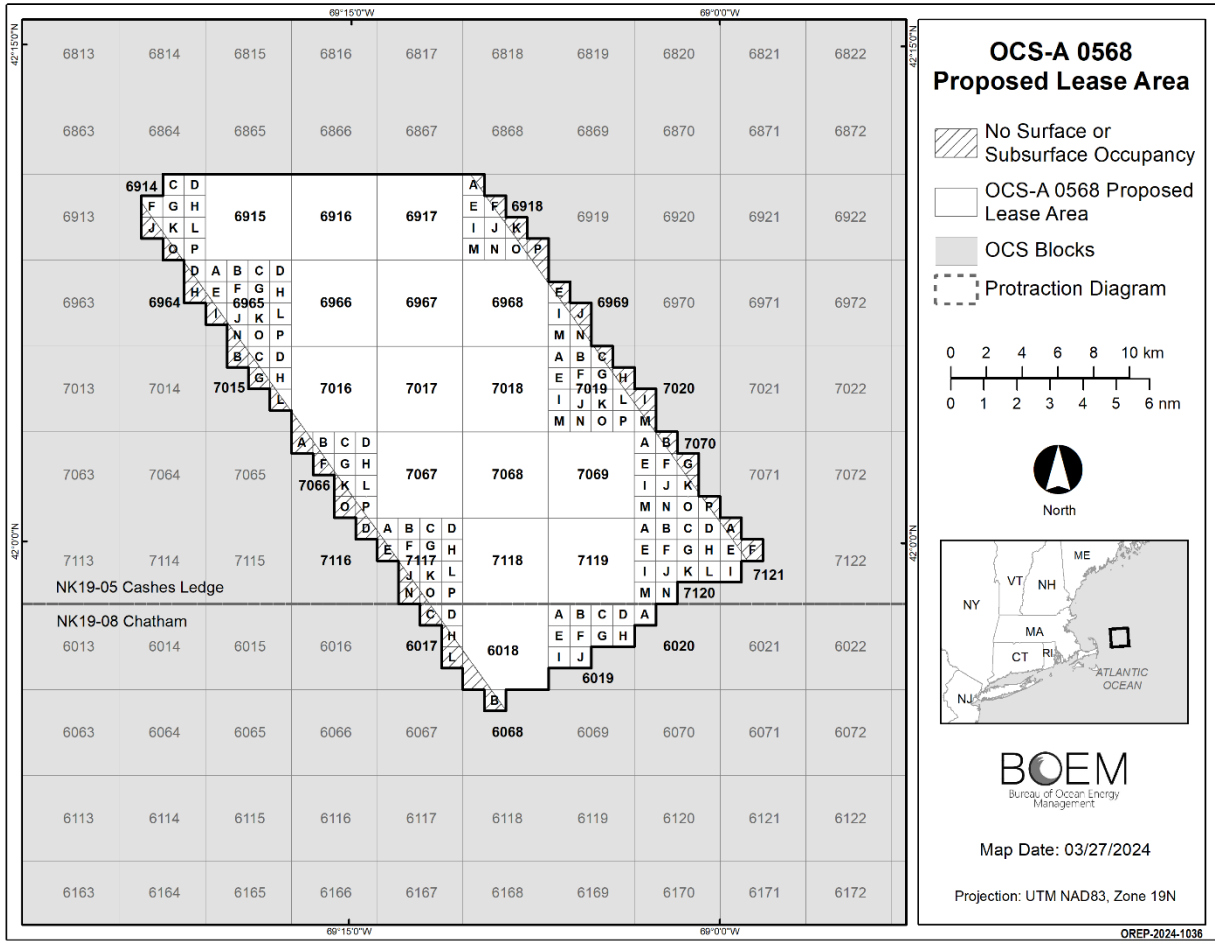 69°15'0"W 69°0'0"W
42°15'0"N 42°15'0"N
6813 6814 6815 6816 6817 6818 6819 6820 6821 6822
6863 6864 6865 6866 6867 6868 6869 6870 6871 6872
6914 C D A
F G H E F 6918
6913 6915 6916 6917 6919 6920 6921 6922
J K L I J K
O P M N O P
D A B C D
H E F G H E
6963 6964 6965 6966 6967 6968 6969 6970 6971 6972
I J K L I J
N O P M N
B C D A B C
G H E F G H
7013 7014 7015 7016 7017 7018 7019 7020 7021 7022
L I J K L I
M N O P M
A B C D A B 7070
F G H E F G
7063 7064 7065 7066 7067 7068 7069 7071 7072
K L I J K
O P M N O P
D A B C D A B C D A
E F G H E F G H E F
7113 7114 7115 7116 7117 7118 7119 7120 7121 7122
J K L I J K L I
N O P M N
NK19-05 Cashes Ledge
NK19-08 Chatham
C D A B C D A
H E F G H
6013 6014 6015 6016 6017 6018 6019 6020 6021 6022
L I J
B
6063 6064 6065 6066 6067 6068 6069 6070 6071 6072
6113 6114 6115 6116 6117 6118 6119 6120 6121 6122
6163 6164 6165 6166 6167 6168 6169 6170 6171 6172
42°0'0"N 42°0'0"N
69°15'0"W 69°0'0"W
OCS-A 0568
Proposed Lease Area
No Surface or
Subsurface Occupancy
OCS-A 0568 Proposed
Lease Area
OCS Blocks
Protraction Diagram
0 2 4 6 8 10 km
0 1 2 3 4 5 6 nm
North
ME
VT NH
NY
MA
CT RI
NJ
ATLANTIC
OCEAN
BOEM
Bureau of Ocean Energy
Management
Map Date: 03/27/2024
Projection: UTM NAD83, Zone 19N
OREP-2024-1036